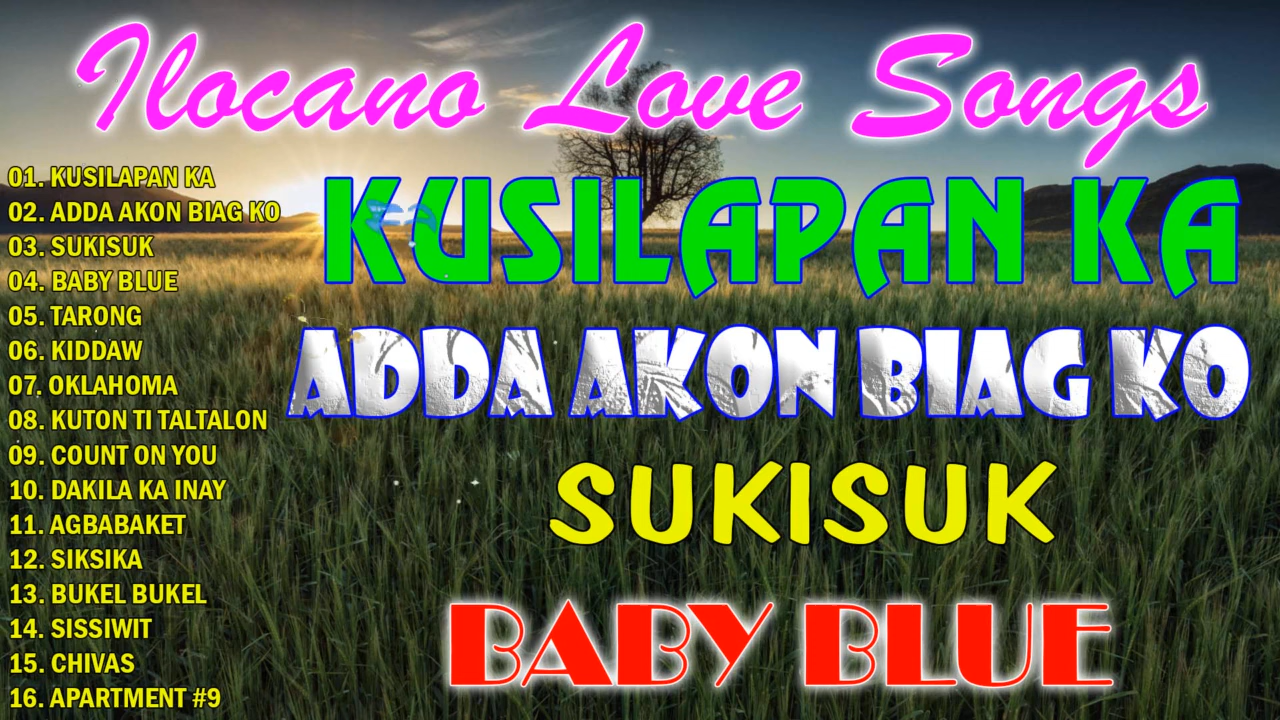 Ilocano Love Songs
01. KUSILAPAN KA
02. ADDA AKON BIAG KO
03. SUKISUK
04. BABY BLUE
05. TARONG
06. KIDDAW
07. OKLAHOMA
08. KUTON TI TALTALON
09. COUNT ON YOU
10. DAKILA KA INAY
11. AGBABAKET
12. SIKSIKA
13. BUKEL BUKEL
14. SISSIWIT
15. CHIVAS
16. APARTMENT #9
KUSILAPAN KA
ADDA AKON BIAG KO
SUKISUK
BABY BLUE